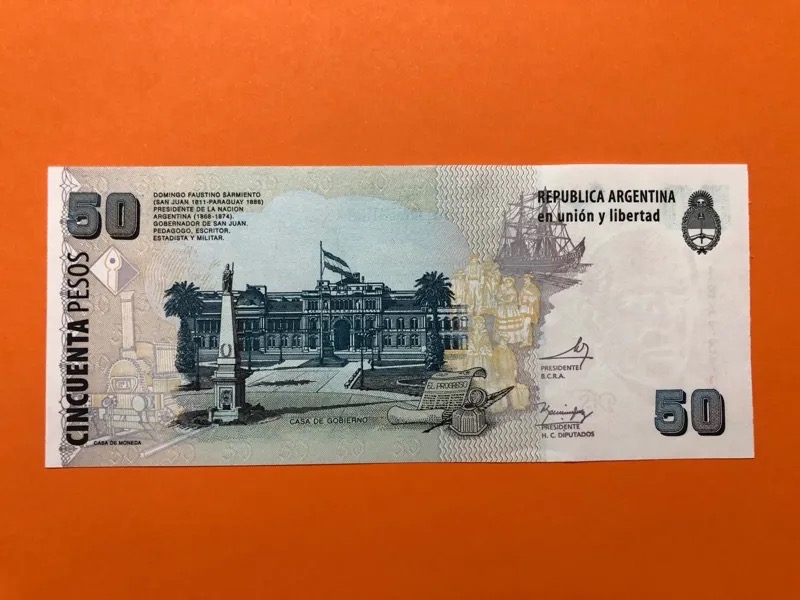 50
DOMINGO FAUSTINO SARMIENTO
(SAN JUAN 1811-PARAGUAY 1888)
PRESIDENTE DE LA NACION
ARGENTINA (1868-1874).
GOBERNADOR DE SAN JUAN.
PEDAGOGO, ESCRITOR,
ESTADISTA Y MILITAR.
REPUBLICA ARGENTINA
en unión y libertad
CINCUENTA PESOS
EL PROGRESO
CASA DE GOBIERNO
CASA DE MONEDA
PRESIDENTE
B.C.R.A.
PRESIDENTE
H. C. DIPUTADOS
50